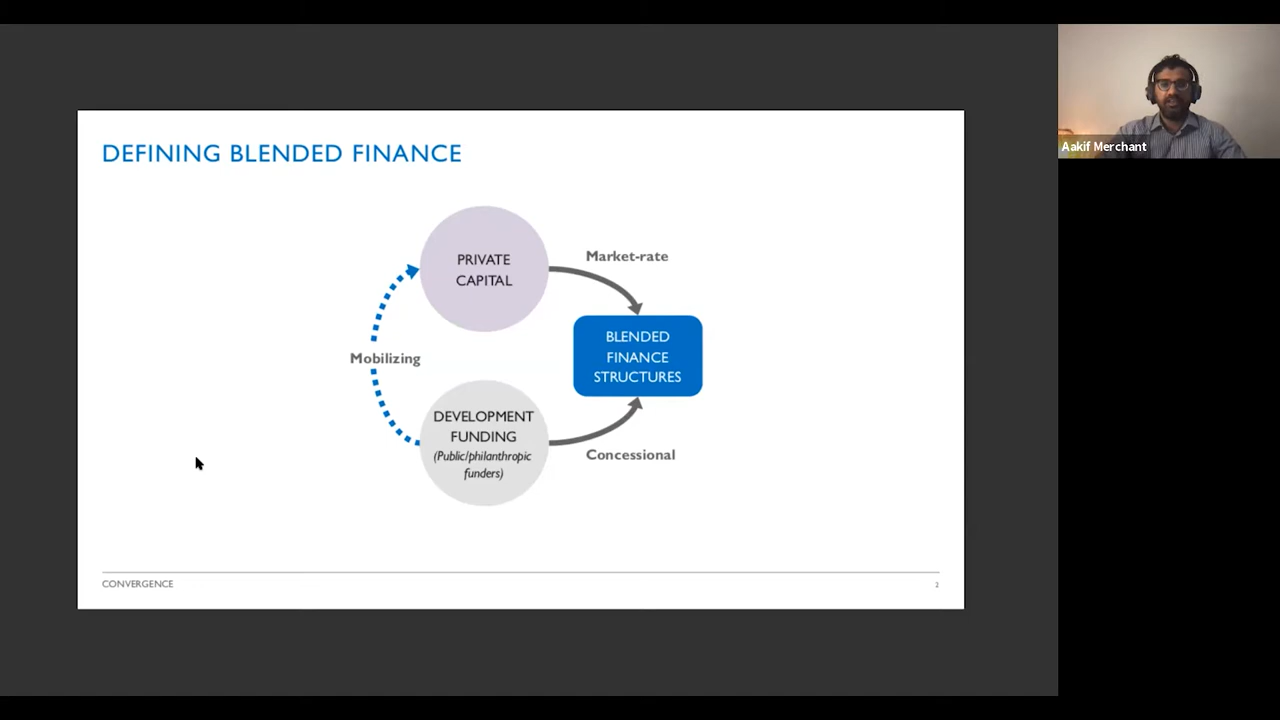 DEFINING BLENDED FINANCE
PRIVATE
CAPITAL
Market-rate
Mobilizing
BLENDED
FINANCE
STRUCTURES
DEVELOPMENT
FUNDING
(Public/philanthropic
funders)
Concessional
CONVERGENCE
2
Aakif Merchant